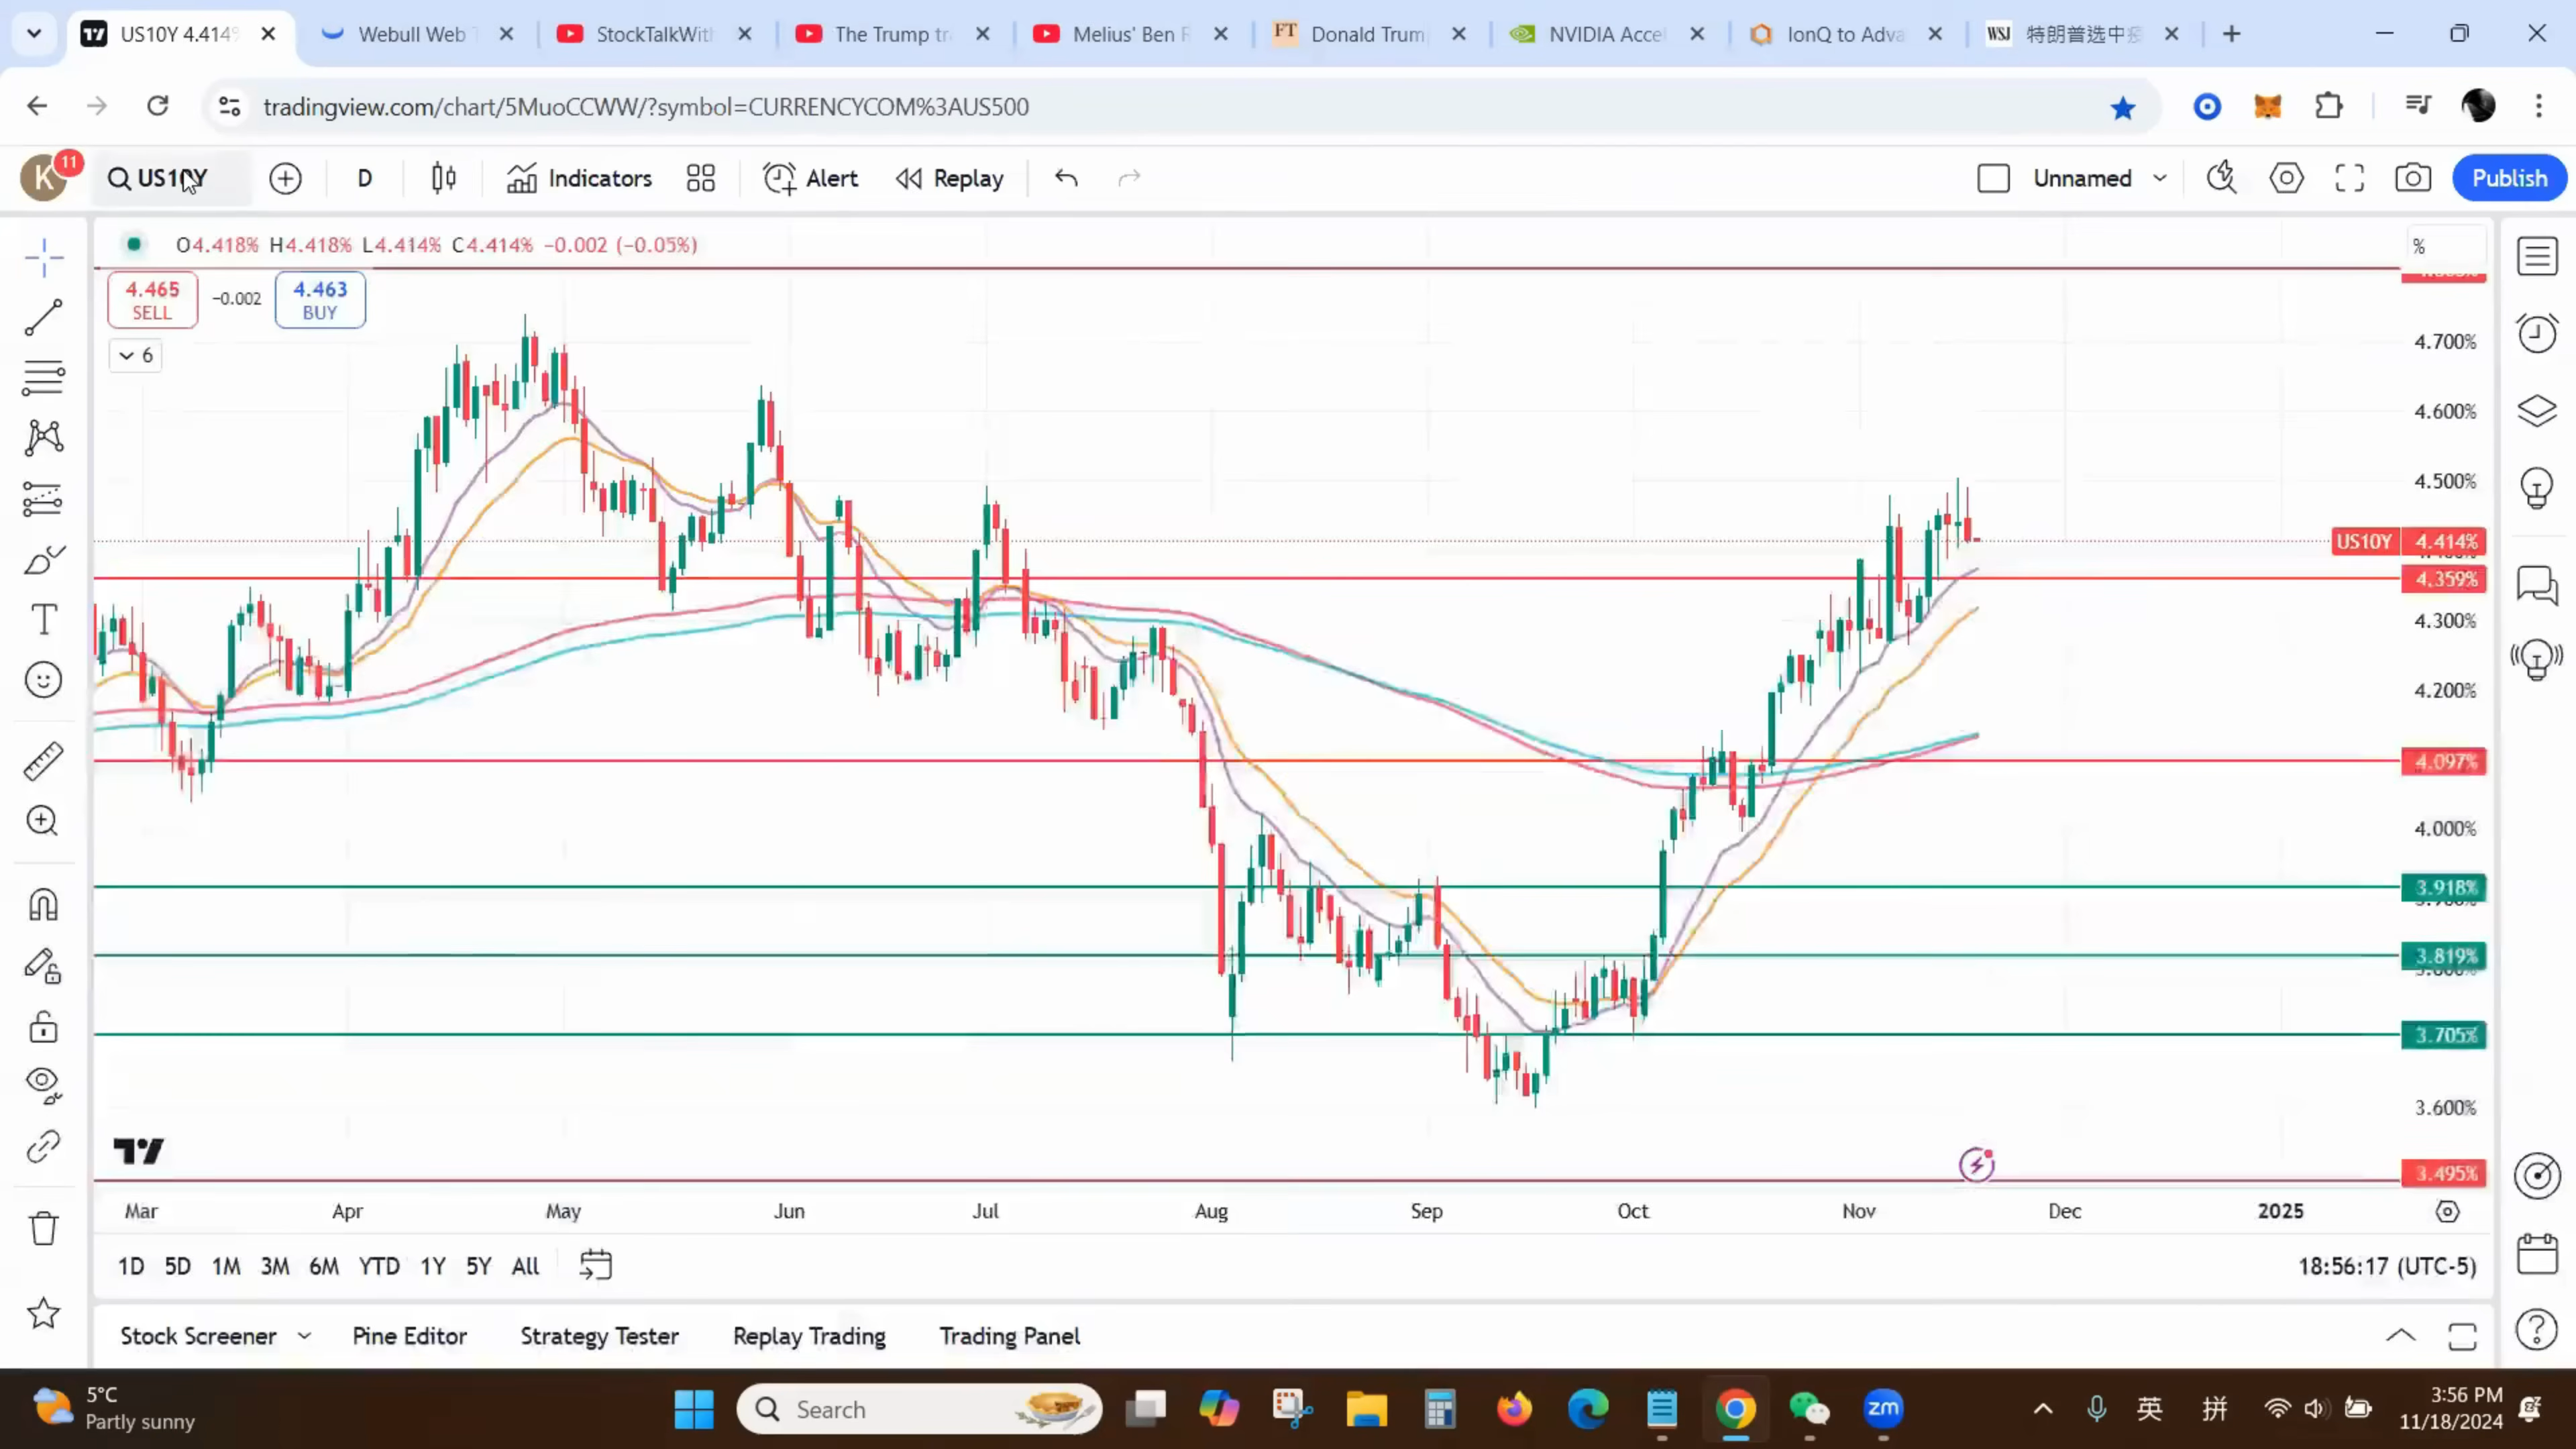 US10Y 4.414%
Webull Web T
StockTalkWith
The Trump tr
Melius' Ben R
FT
Donald Trum
NVIDIA Accel
IonQ to Adva
WSJ
特朗普选中
tradingview.com/chart/5MuoCCWW/?symbol=CURRENCYCOM%3AUS500
K
11
US10Y
D
Indicators
Alert
Replay
Unnamed
Publish
O4.418% H4.418% L4.414% C4.414% −0.002 (−0.05%)
%
4.465
SELL
−0.002
4.463
BUY
6
4.700%
4.600%
4.500%
US10Y 4.414%
4.359%
4.300%
4.200%
4.097%
4.000%
3.918%
3.819%
3.705%
3.600%
3.495%
Mar
Apr
May
Jun
Jul
Aug
Sep
Oct
Nov
Dec
2025
1D 5D 1M 3M 6M YTD 1Y 5Y All
18:56:17 (UTC-5)
Stock Screener
Pine Editor
Strategy Tester
Replay Trading
Trading Panel
5°C
Partly sunny
Search
zm
英
拼
3:56 PM
11/18/2024